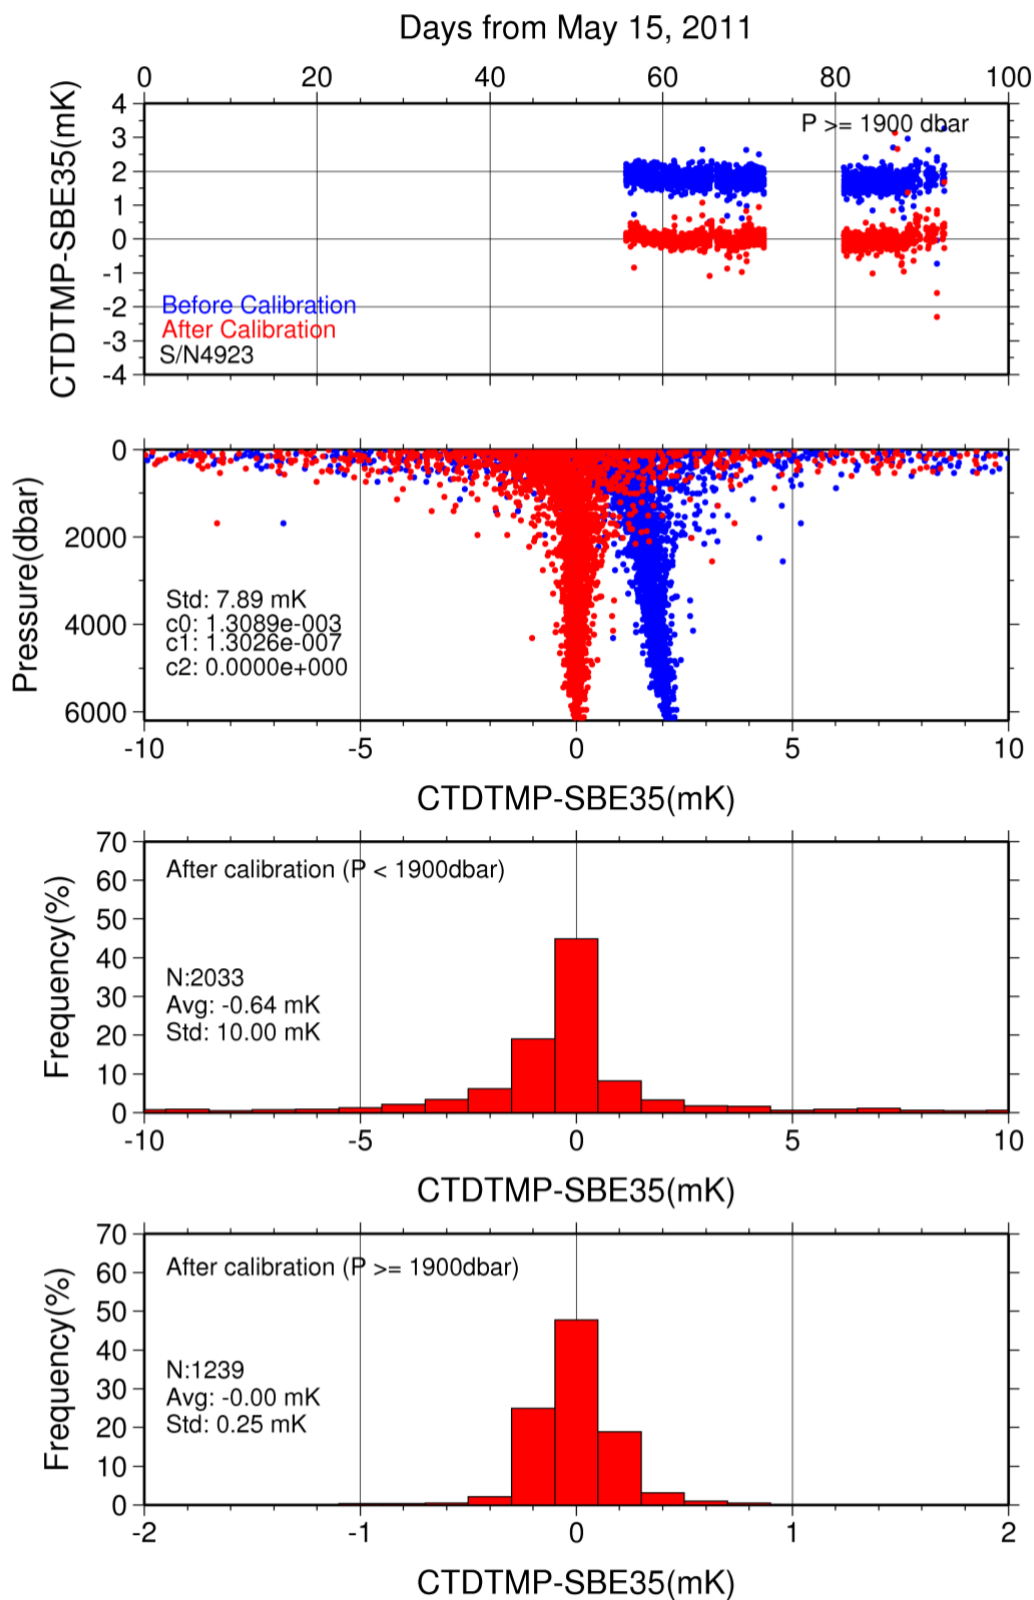 Days from May 15, 2011
0 20 40 60 80 100
CTDTMP-SBE35(mK)
4
3
2
1
0
-1
-2
-3
-4
P >= 1900 dbar
Before Calibration
After Calibration
S/N4923
Pressure(dbar)
0
2000
4000
6000
Std: 7.89 mK
c0: 1.3089e-003
c1: 1.3026e-007
c2: 0.0000e+000
-10 -5 0 5 10
CTDTMP-SBE35(mK)
Frequency(%)
70
60
50
40
30
20
10
0
After calibration (P < 1900dbar)
N:2033
Avg: -0.64 mK
Std: 10.00 mK
-10 -5 0 5 10
CTDTMP-SBE35(mK)
Frequency(%)
70
60
50
40
30
20
10
0
After calibration (P >= 1900dbar)
N:1239
Avg: -0.00 mK
Std: 0.25 mK
-2 -1 0 1 2
CTDTMP-SBE35(mK)